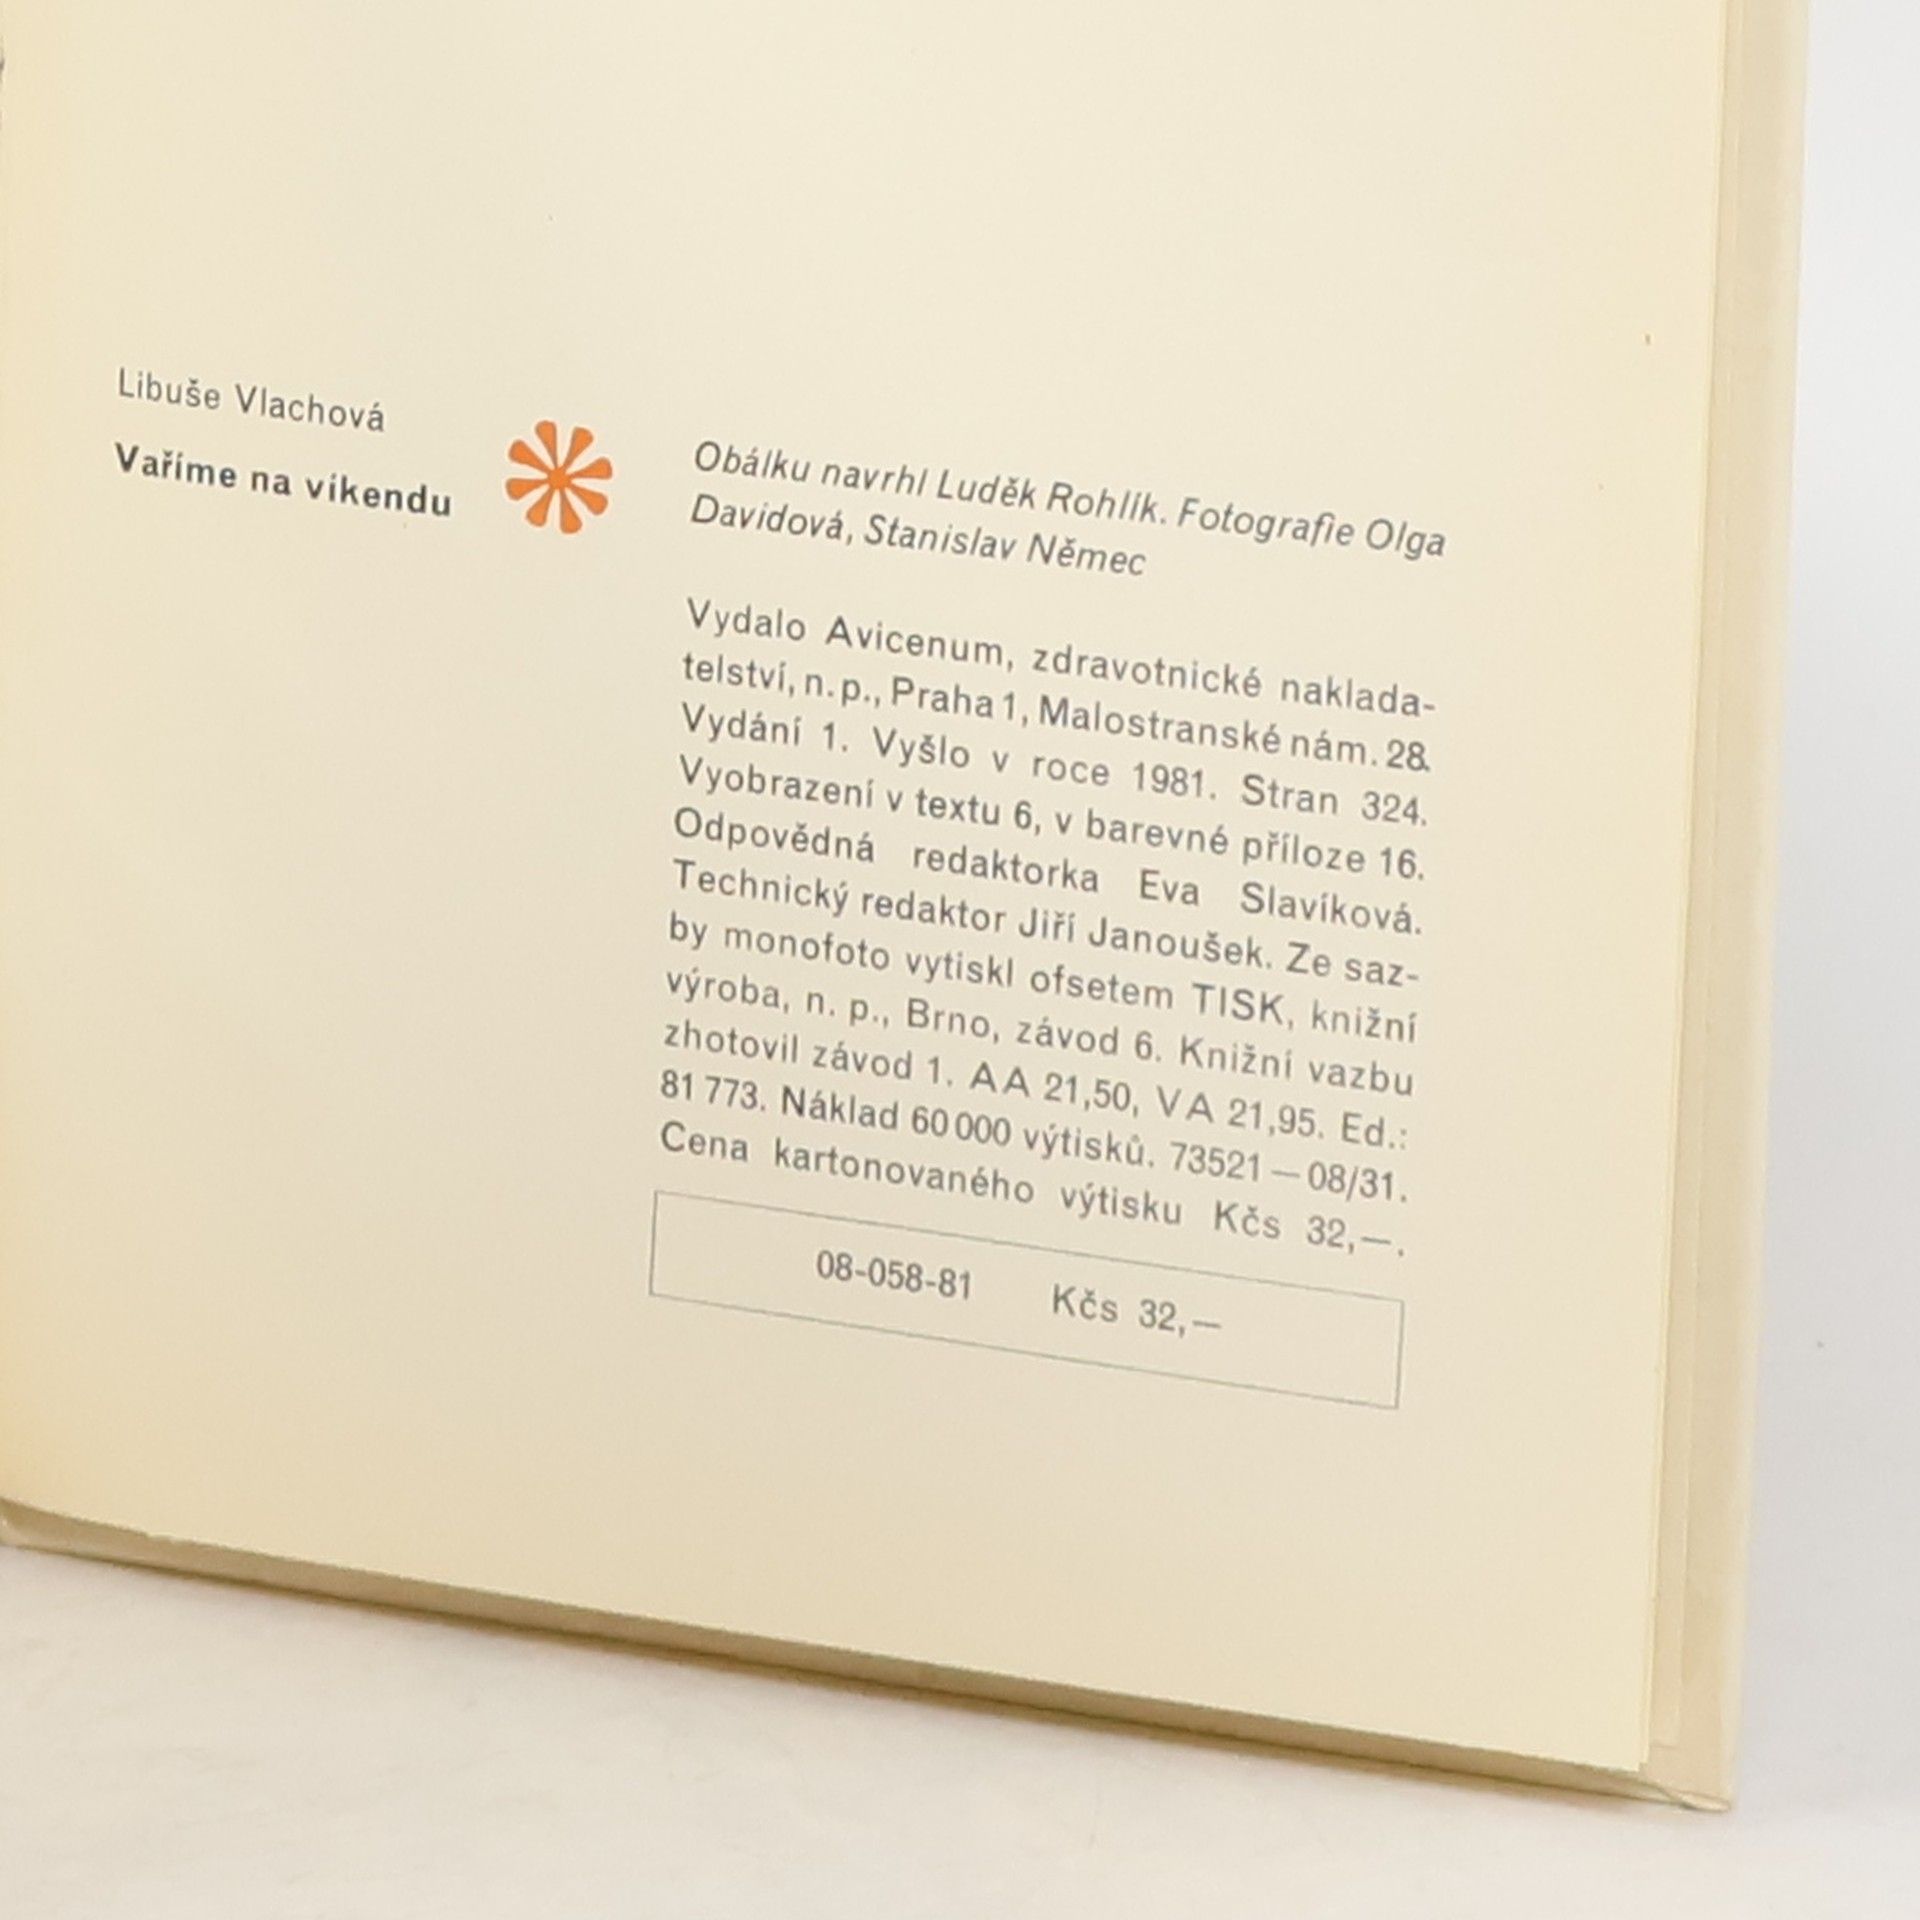 Libuše Vlachová
Vaříme na víkendu
Obálku navrhl Luděk Rohlík. Fotografie Olga
Davidová, Stanislav Němec
Vydalo Avicenum, zdravotnické naklada-
telství, n. p., Praha 1, Malostranské nám. 28.
Vydání 1. Vyšlo v roce 1981. Stran 324.
Vyobrazení v textu 6, v barevné příloze 16.
Odpovědná redaktorka Eva Slavíková.
Technický redaktor Jiří Janoušek. Ze saz-
by monofoto vytiskl ofsetem TISK, knižní
výroba, n. p., Brno, závod 6. Knižní vazbu
zhotovil závod 1. AA 21,50, VA 21,95. Ed.:
81 773. Náklad 60 000 výtisků. 73521 — 08/31.
Cena kartonovaného výtisku Kčs 32,—.
08-058-81 Kčs 32,—